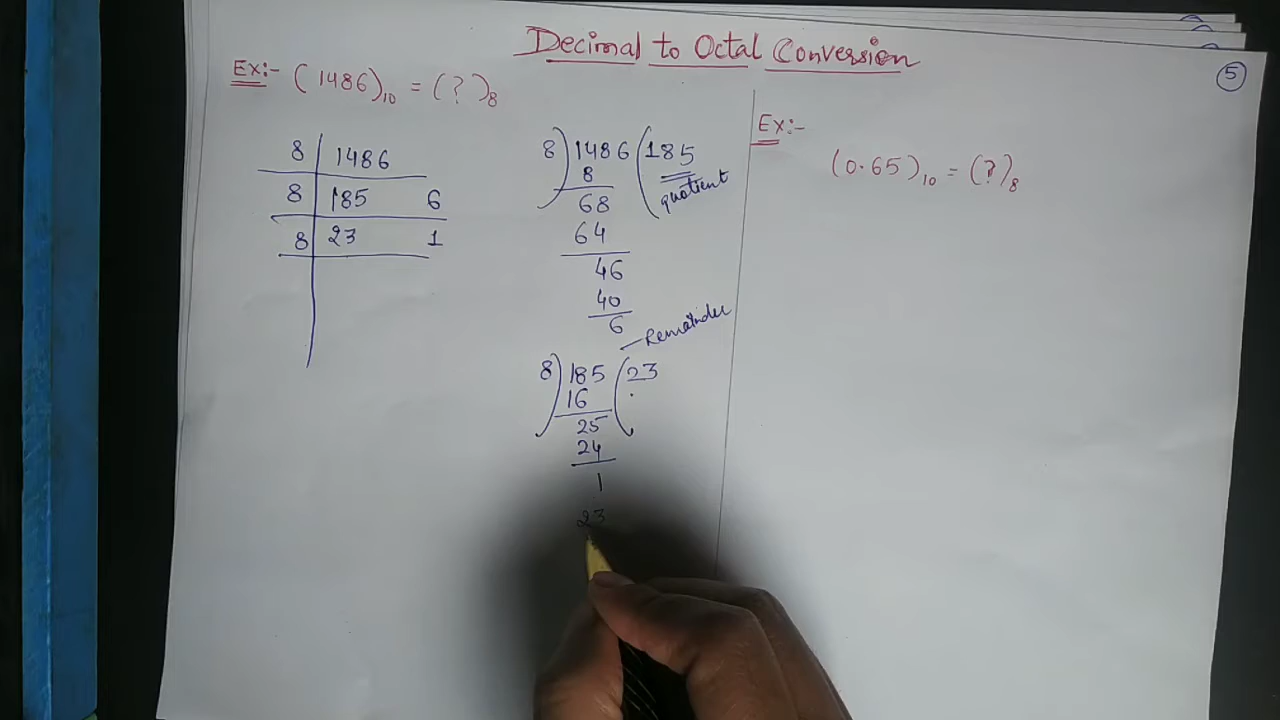 Decimal to Octal Conversion
5
Ex:- (1486)10 = (?)8
8 1486
8 185 6
8 23 1
8)1486(185
quotient
8
68
64
46
40
6
Remainder
8)185(23
16
25
24
1
23
Ex:-
(0.65)10 = (?)8